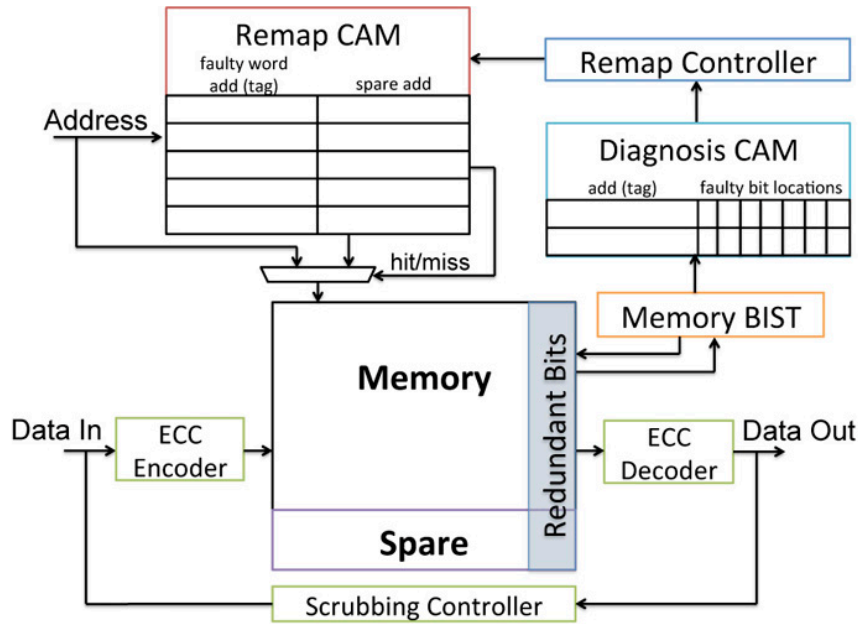 Remap CAM
faulty word
add (tag)
spare add
Remap Controller
Address
Diagnosis CAM
add (tag)
faulty bit locations
hit/miss
Memory BIST
Memory
Redundant Bits
Data In
ECC
Encoder
ECC
Decoder
Data Out
Spare
Scrubbing Controller